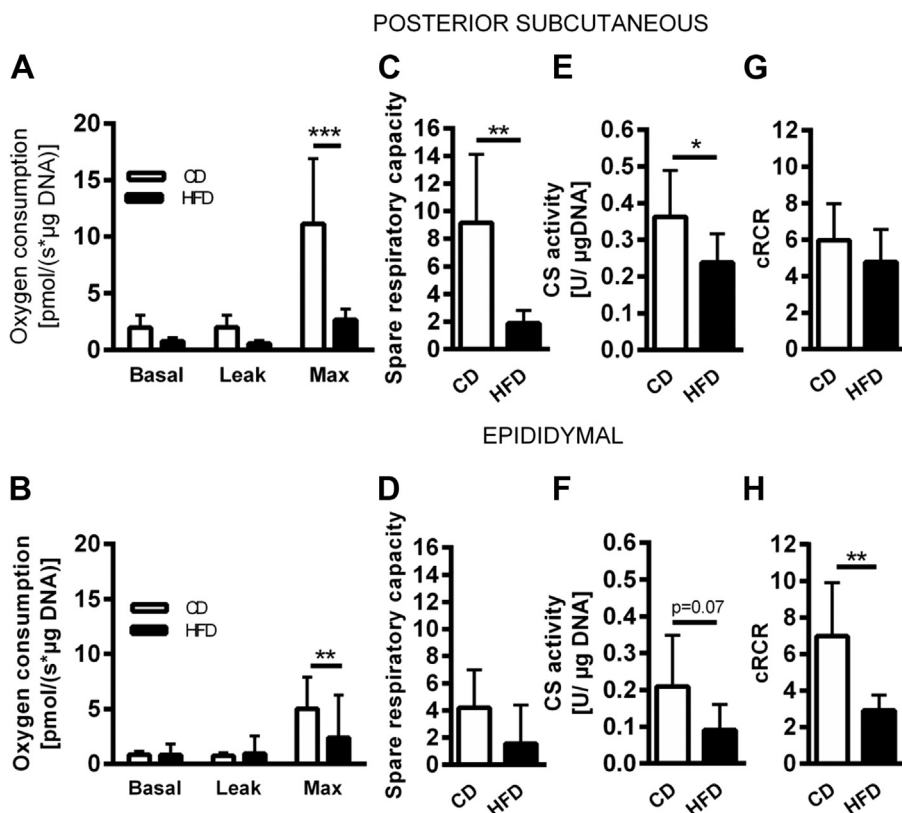 POSTERIOR SUBCUTANEOUS
A
Oxygen consumption
[pmol/(s*µg DNA)]
20
15
10
5
0
CD
HFD
***
Basal Leak Max
C
Spare respiratory capacity
16
14
12
10
8
6
4
2
0
**
CD HFD
E
CS activity
[U/ µgDNA]
0.6
0.5
0.4
0.3
0.2
0.1
0.0
*
CD HFD
G
cRCR
12
10
8
6
4
2
0
CD HFD
EPIDIDYMAL
B
Oxygen consumption
[pmol/(s*µg DNA)]
20
15
10
5
0
CD
HFD
**
Basal Leak Max
D
Spare respiratory capacity
16
14
12
10
8
6
4
2
0
CD HFD
F
CS activity
[U/ µg DNA]
0.6
0.5
0.4
0.3
0.2
0.1
0.0
p=0.07
CD HFD
H
cRCR
12
10
8
6
4
2
0
**
CD HFD